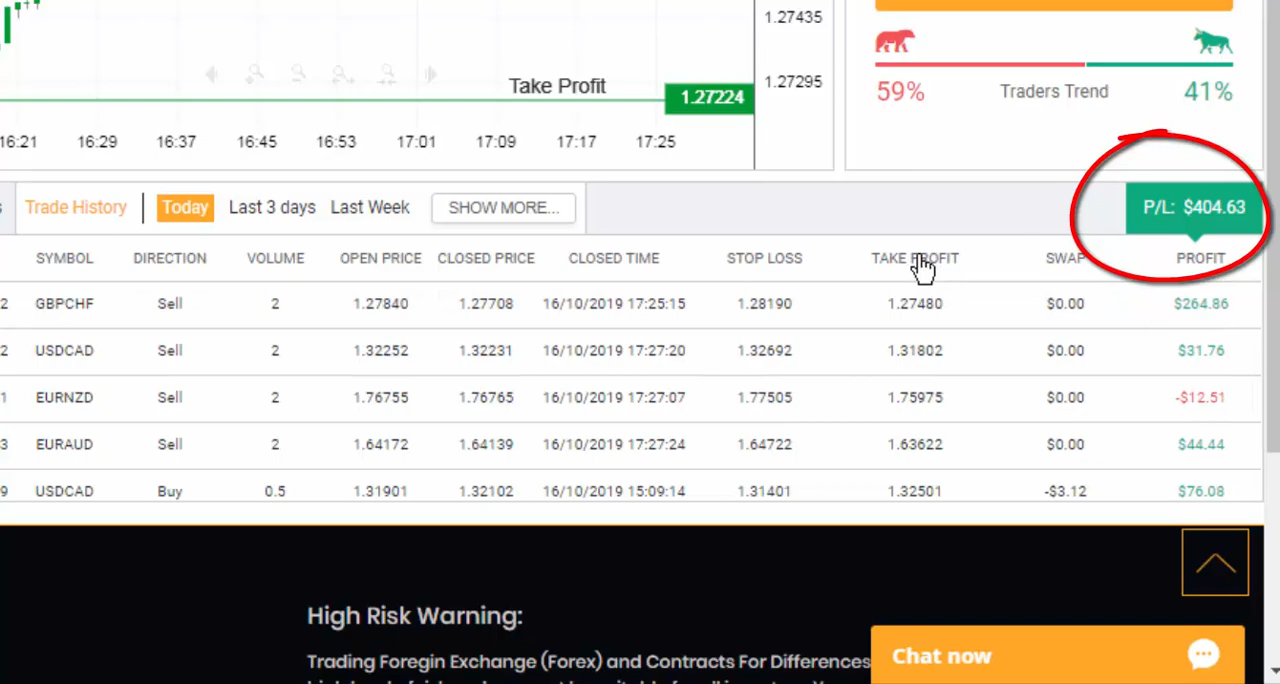 1.27435
Take Profit
1.27224
1.27295
16:21 16:29 16:37 16:45 16:53 17:01 17:09 17:17 17:25
59% Traders Trend 41%
Trade History Today Last 3 days Last Week SHOW MORE... P/L: $404.63
SYMBOL DIRECTION VOLUME OPEN PRICE CLOSED PRICE CLOSED TIME STOP LOSS TAKE PROFIT SWAP PROFIT
2 GBPCHF Sell 2 1.27840 1.27708 16/10/2019 17:25:15 1.28190 1.27480 $0.00 $264.86
2 USDCAD Sell 2 1.32252 1.32231 16/10/2019 17:27:20 1.32692 1.31802 $0.00 $31.76
1 EURNZD Sell 2 1.76755 1.76765 16/10/2019 17:27:07 1.77505 1.75975 $0.00 -$12.51
3 EURAUD Sell 2 1.64172 1.64139 16/10/2019 17:27:24 1.64722 1.63622 $0.00 $44.44
9 USDCAD Buy 0.5 1.31901 1.32102 16/10/2019 15:09:14 1.31401 1.32501 -$3.12 $76.08
High Risk Warning:
Trading Foregin Exchange (Forex) and Contracts For Differences
Chat now